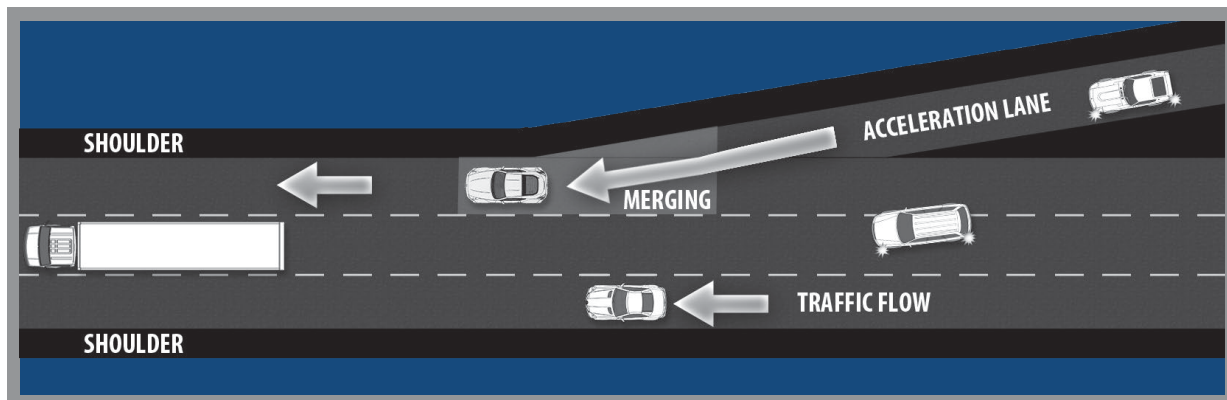 ACCELERATION LANE
SHOULDER
MERGING
TRAFFIC FLOW
SHOULDER